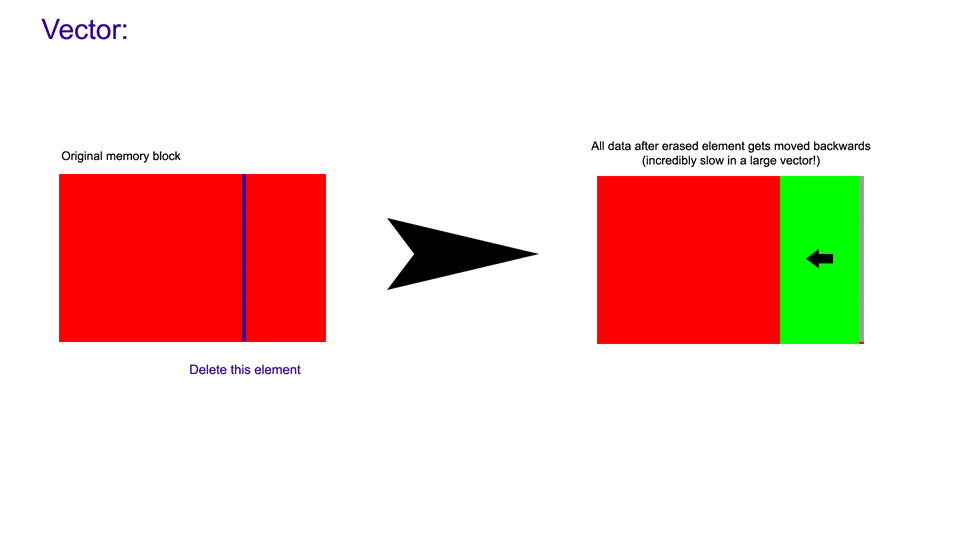 Vector:
Original memory block
All data after erased element gets moved backwards
(incredibly slow in a large vector!)
Delete this element